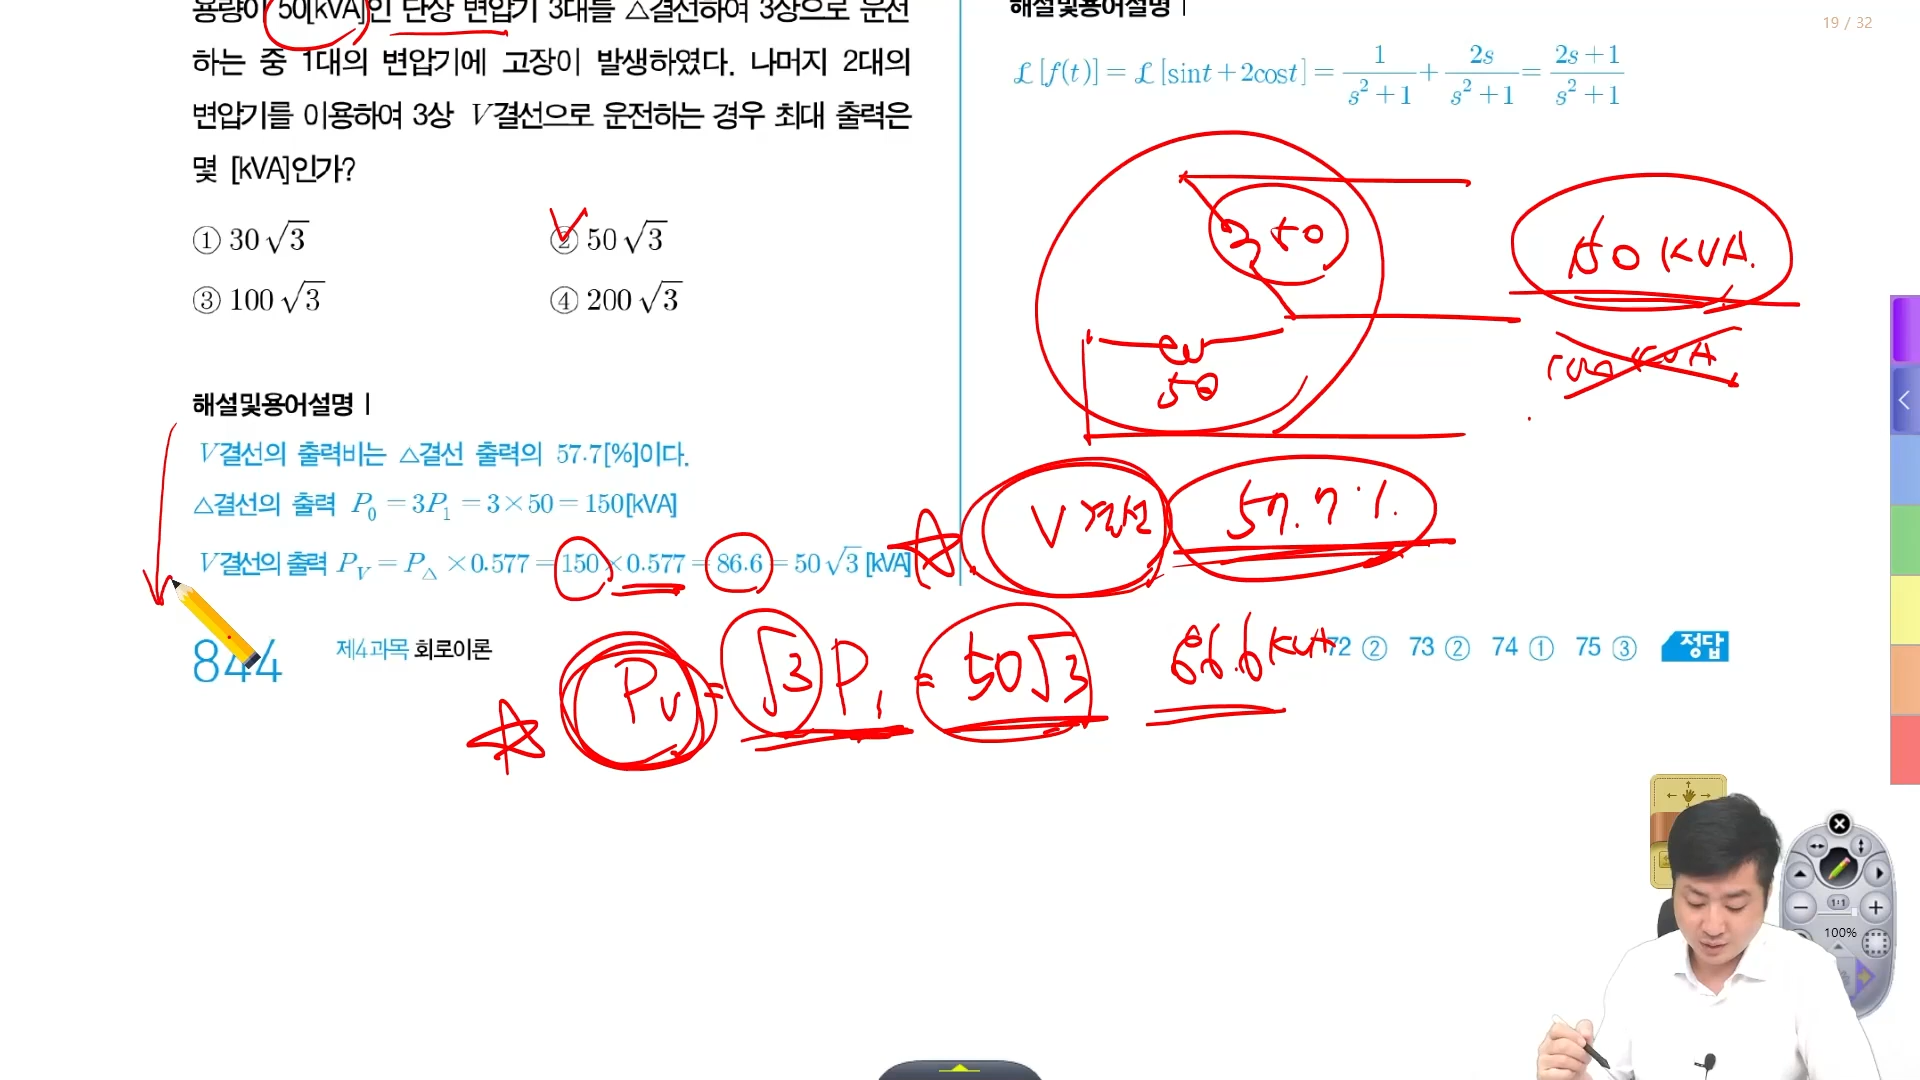 용량이 50[kVA]인 단상 변압기 3대를 △결선하여 3상으로 운전
하는 중 1대의 변압기에 고장이 발생하였다. 나머지 2대의
변압기를 이용하여 3상 V결선으로 운전하는 경우 최대 출력은
몇 [kVA]인가?
① 30√3
② 50√3
③ 100√3
④ 200√3
해설및용어설명 |
V결선의 출력비는 △결선 출력의 57.7[%]이다.
△결선의 출력 P₀ = 3P₁ = 3×50 = 150[kVA]
V결선의 출력 P_V = P_△ ×0.577 = 150×0.577 = 86.6 = 50√3 [kVA]
844 제4과목 회로이론
P_V = √3 P₁ = 50√3 86.6 KVA
해설및용어설명 |
ℒ[f(t)] = ℒ[sint+2cost] = 1/(s²+1) + 2s/(s²+1) = (2s+1)/(s²+1)
50
50
50 KVA.
V 결선 57.7%
72 ② 73 ② 74 ① 75 ③ 정답
19 / 32
1:1
100%